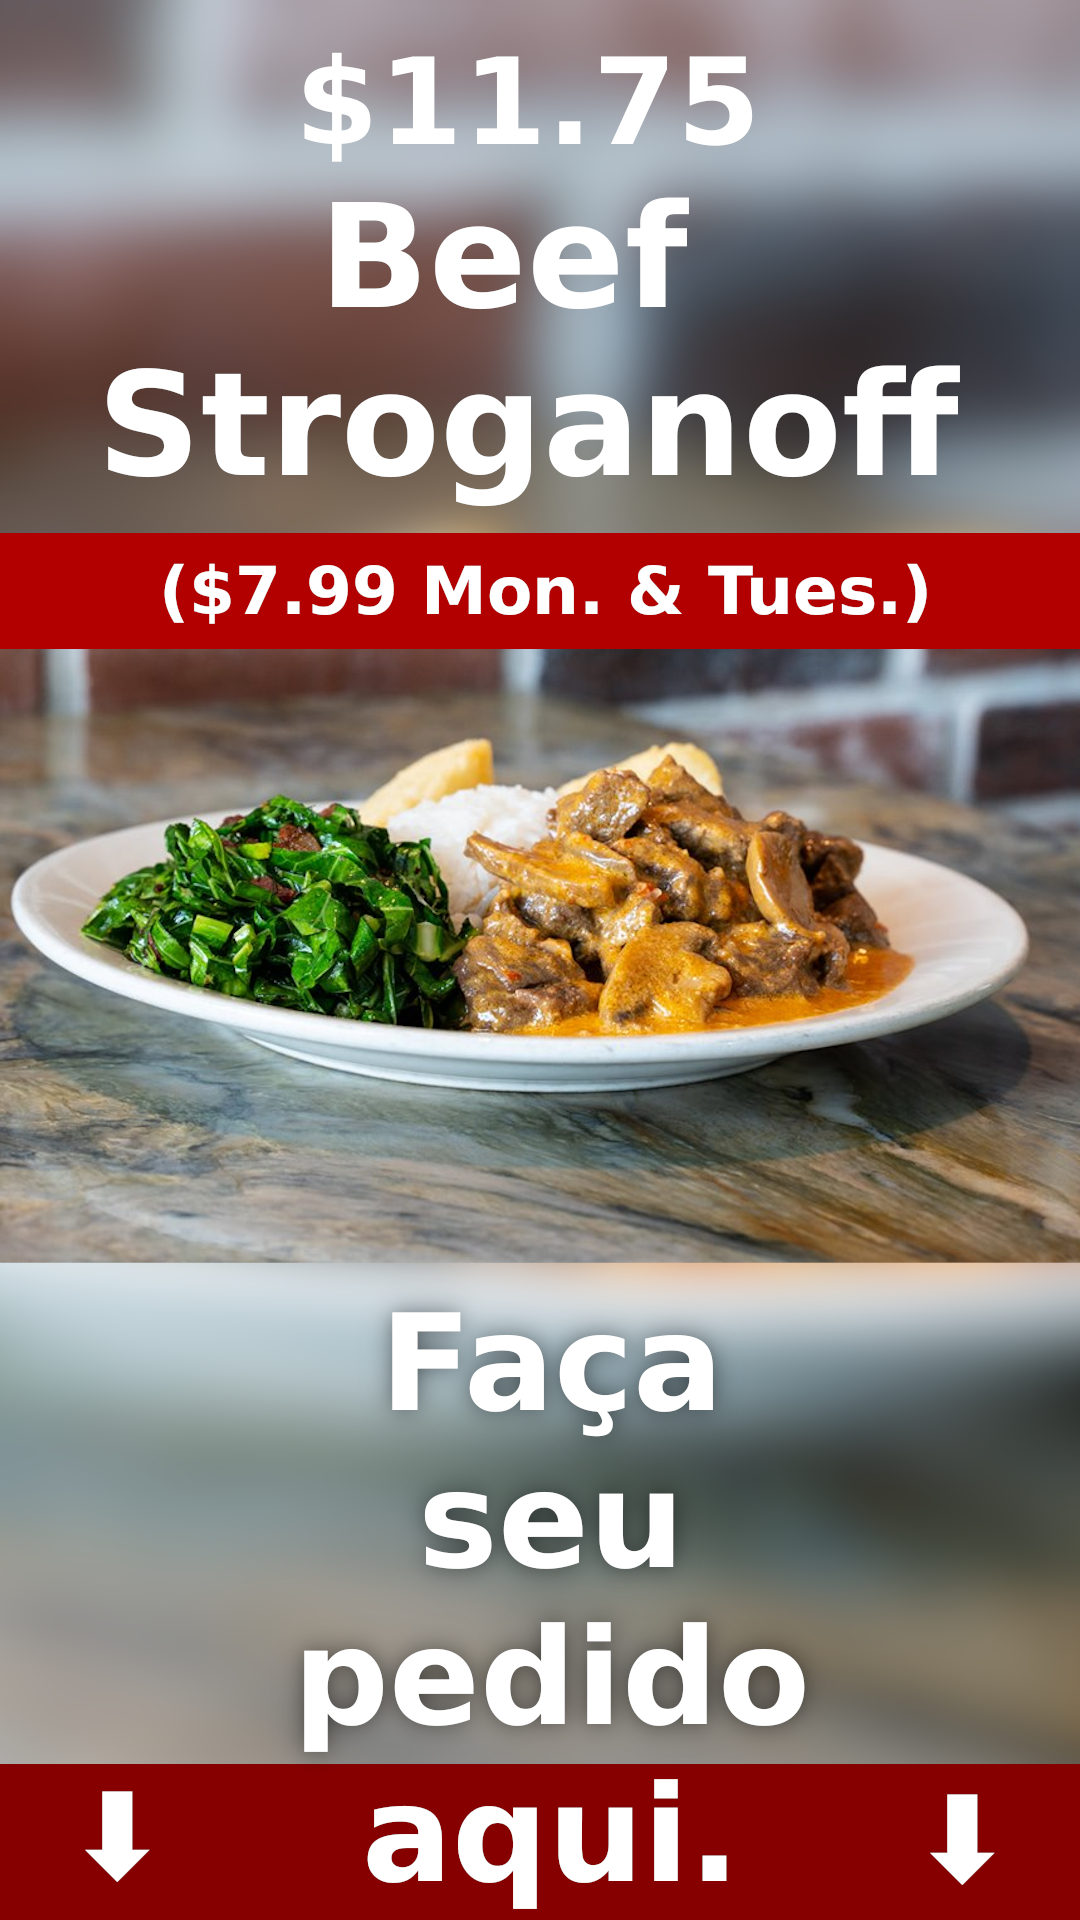 $11.75
Beef
Stroganoff
($7.99 Mon. & Tues.)
Faça
seu
pedido
aqui.